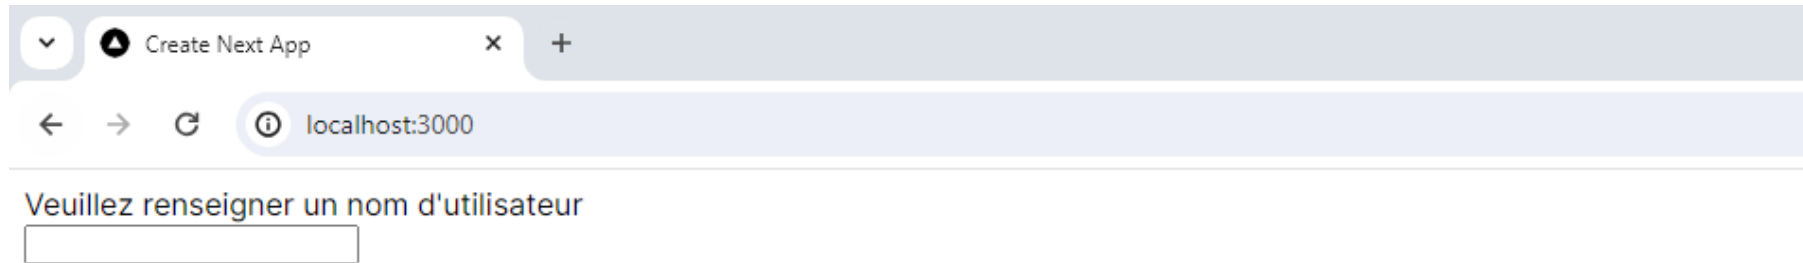 Create Next App
localhost:3000
Veuillez renseigner un nom d'utilisateur